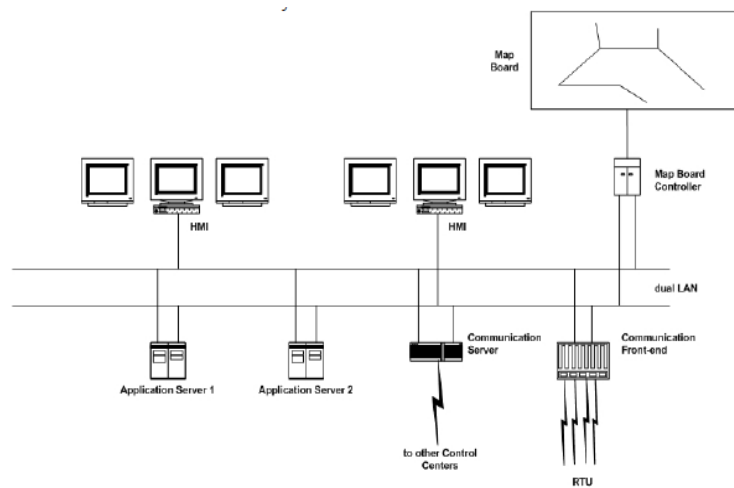 Map
Board
Map Board
Controller
HMI
HMI
dual LAN
Application Server 1
Application Server 2
Communication
Server
Communication
Front-end
to other Control
Centers
RTU